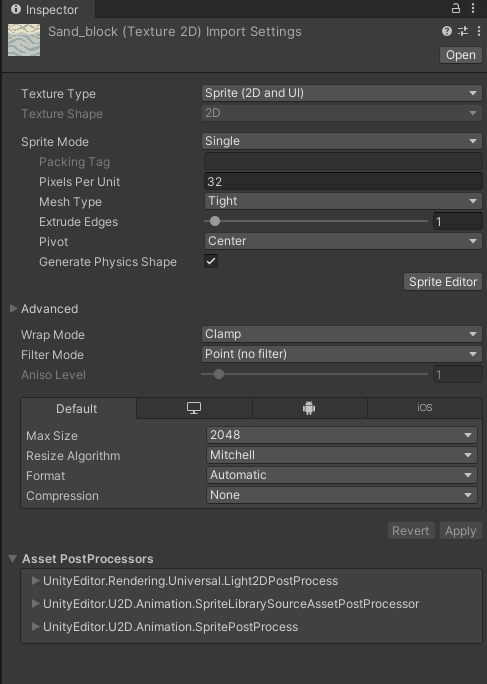 Inspector
Sand_block (Texture 2D) Import Settings
Open
Texture Type Sprite (2D and UI)
Texture Shape 2D
Sprite Mode Single
Packing Tag
Pixels Per Unit 32
Mesh Type Tight
Extrude Edges 1
Pivot Center
Generate Physics Shape
Sprite Editor
Advanced
Wrap Mode Clamp
Filter Mode Point (no filter)
Aniso Level 1
Default iOS
Max Size 2048
Resize Algorithm Mitchell
Format Automatic
Compression None
Revert Apply
Asset PostProcessors
UnityEditor.Rendering.Universal.Light2DPostProcess
UnityEditor.U2D.Animation.SpriteLibrarySourceAssetPostProcessor
UnityEditor.U2D.Animation.SpritePostProcess